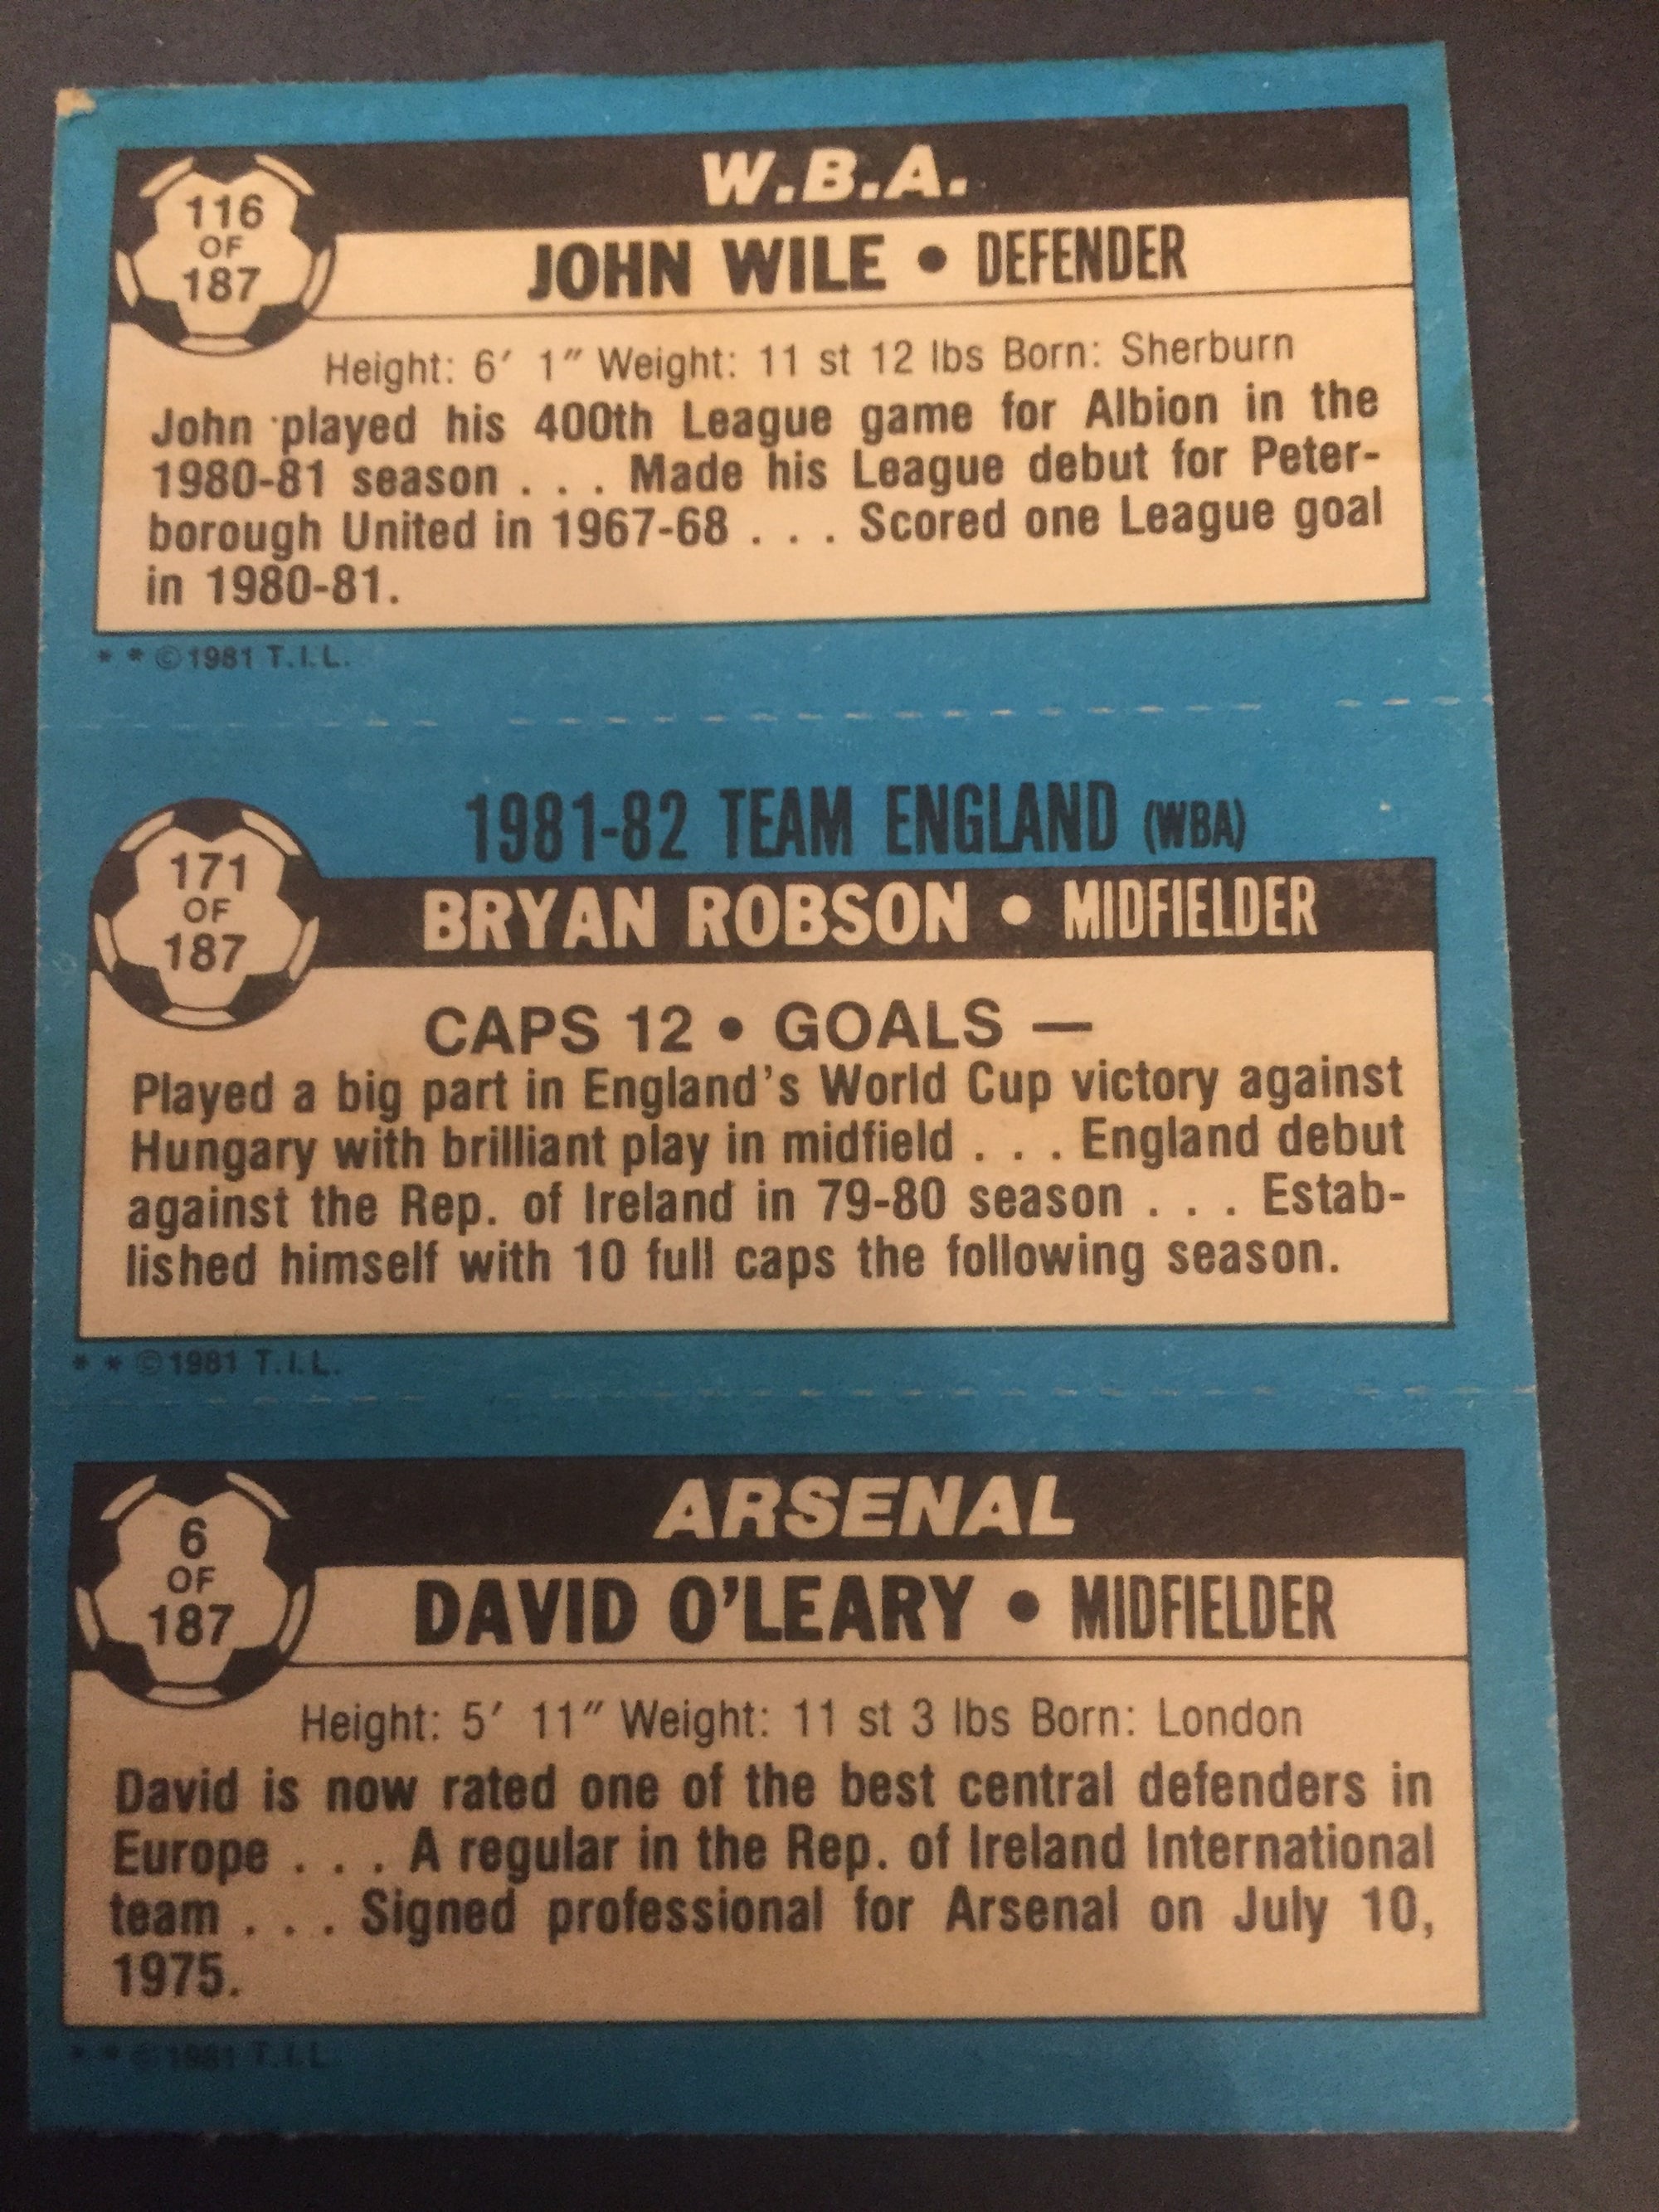 W.B.A.
116
OF
187
JOHN WILE • DEFENDER
Height: 6′ 1″ Weight: 11 st 12 lbs Born: Sherburn
John played his 400th League game for Albion in the
1980-81 season . . . Made his League debut for Peter-
borough United in 1967-68 . . . Scored one League goal
in 1980-81.
* * ©1981 T.I.L.
1981-82 TEAM ENGLAND (WBA)
171
OF
187
BRYAN ROBSON • MIDFIELDER
CAPS 12 • GOALS —
Played a big part in England's World Cup victory against
Hungary with brilliant play in midfield . . . England debut
against the Rep. of Ireland in 79-80 season . . . Estab-
lished himself with 10 full caps the following season.
* * ©1981 T.I.L.
ARSENAL
6
OF
187
DAVID O'LEARY • MIDFIELDER
Height: 5′ 11″ Weight: 11 st 3 lbs Born: London
David is now rated one of the best central defenders in
Europe . . . A regular in the Rep. of Ireland International
team . . . Signed professional for Arsenal on July 10,
1975.
* * ©1981 T.I.L.